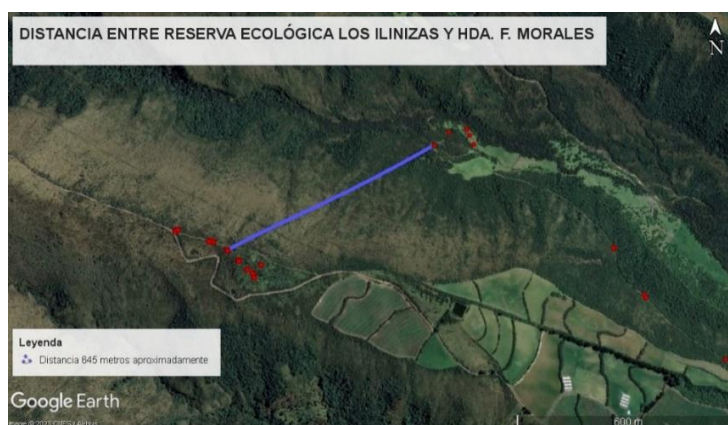 DISTANCIA ENTRE RESERVA ECOLÓGICA LOS ILINIZAS Y HDA. F. MORALES
N
Leyenda
Distancia 645 metros aproximadamente
Google Earth
600 m